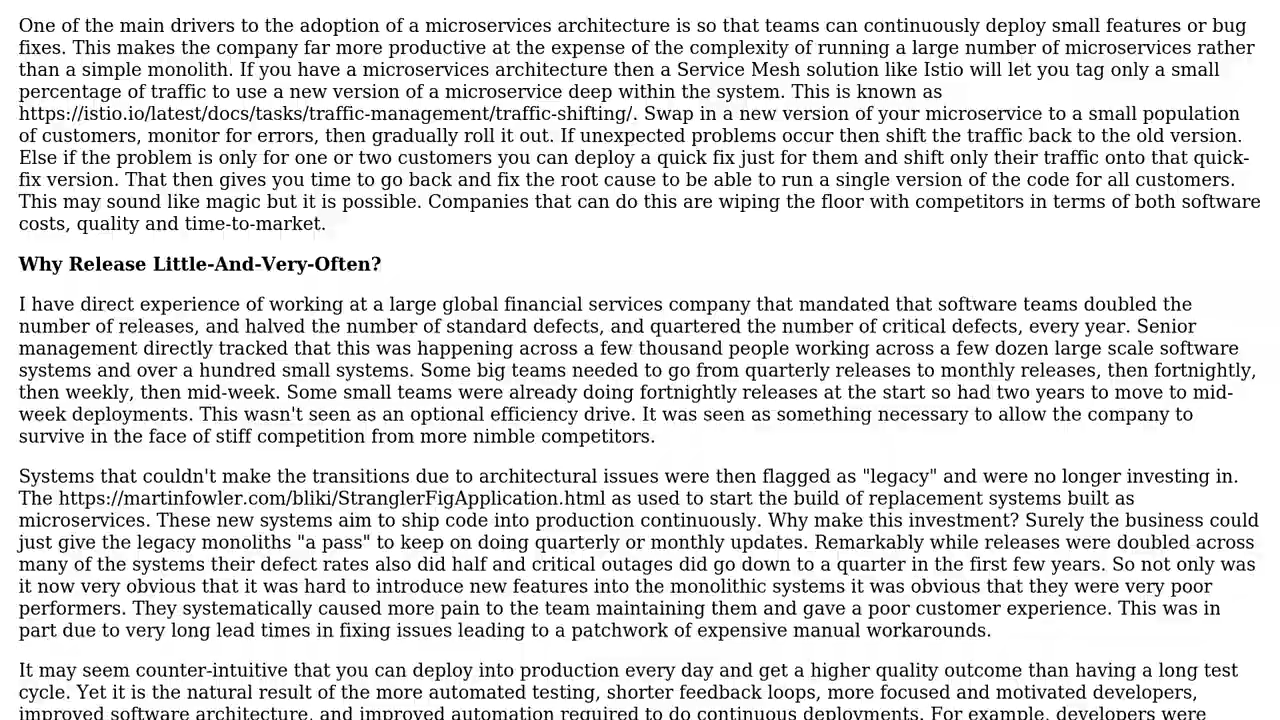 One of the main drivers to the adoption of a microservices architecture is so that teams can continuously deploy small features or bug
fixes. This makes the company far more productive at the expense of the complexity of running a large number of microservices rather
than a simple monolith. If you have a microservices architecture then a Service Mesh solution like Istio will let you tag only a small
percentage of traffic to use a new version of a microservice deep within the system. This is known as
https://istio.io/latest/docs/tasks/traffic-management/traffic-shifting/. Swap in a new version of your microservice to a small population
of customers, monitor for errors, then gradually roll it out. If unexpected problems occur then shift the traffic back to the old version.
Else if the problem is only for one or two customers you can deploy a quick fix just for them and shift only their traffic onto that quick-
fix version. That then gives you time to go back and fix the root cause to be able to run a single version of the code for all customers.
This may sound like magic but it is possible. Companies that can do this are wiping the floor with competitors in terms of both software
costs, quality and time-to-market.
Why Release Little-And-Very-Often?
I have direct experience of working at a large global financial services company that mandated that software teams doubled the
number of releases, and halved the number of standard defects, and quartered the number of critical defects, every year. Senior
management directly tracked that this was happening across a few thousand people working across a few dozen large scale software
systems and over a hundred small systems. Some big teams needed to go from quarterly releases to monthly releases, then fortnightly,
then weekly, then mid-week. Some small teams were already doing fortnightly releases at the start so had two years to move to mid-
week deployments. This wasn't seen as an optional efficiency drive. It was seen as something necessary to allow the company to
survive in the face of stiff competition from more nimble competitors.
Systems that couldn't make the transitions due to architectural issues were then flagged as "legacy" and were no longer investing in.
The https://martinfowler.com/bliki/StranglerFigApplication.html as used to start the build of replacement systems built as
microservices. These new systems aim to ship code into production continuously. Why make this investment? Surely the business could
just give the legacy monoliths "a pass" to keep on doing quarterly or monthly updates. Remarkably while releases were doubled across
many of the systems their defect rates also did half and critical outages did go down to a quarter in the first few years. So not only was
it now very obvious that it was hard to introduce new features into the monolithic systems it was obvious that they were very poor
performers. They systematically caused more pain to the team maintaining them and gave a poor customer experience. This was in
part due to very long lead times in fixing issues leading to a patchwork of expensive manual workarounds.
It may seem counter-intuitive that you can deploy into production every day and get a higher quality outcome than having a long test
cycle. Yet it is the natural result of the more automated testing, shorter feedback loops, more focused and motivated developers,
improved software architecture, and improved automation required to do continuous deployments. For example, developers were